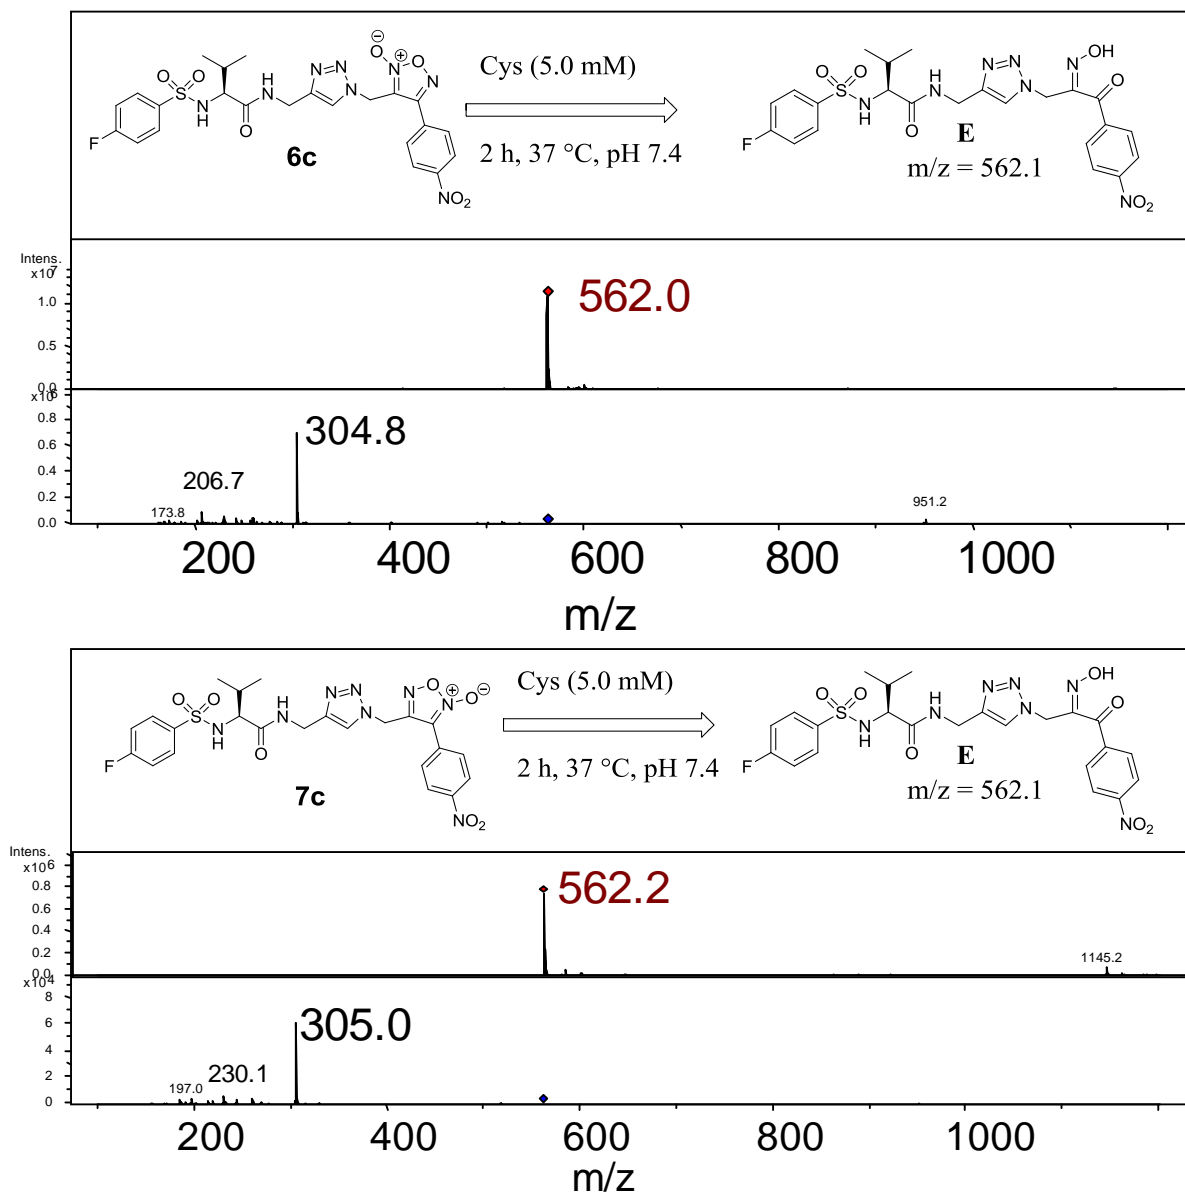 O⊖
N⊕ O N
O O S N H
O
H N
N N N
F
NO2
6c
Cys (5.0 mM)
2 h, 37 °C, pH 7.4
N OH
O
O O S N H
O
H N
N N N
F
NO2
E
m/z = 562.1
Intens.
x10^7
1.0
0.5
0.0
562.0
x10^6
0.8
0.6
0.4
0.2
0.0
173.8
206.7
304.8
951.2
200 400 600 800 1000
m/z
O O S N H
O
H N
N N N
N O N⊕ O⊖
F
NO2
7c
Cys (5.0 mM)
2 h, 37 °C, pH 7.4
N OH
O
O O S N H
O
H N
N N N
F
NO2
E
m/z = 562.1
Intens.
x10^6
0.8
0.6
0.4
0.2
0.0
562.2
1145.2
x10^4
8
6
4
2
0
197.0
230.1
305.0
200 400 600 800 1000
m/z